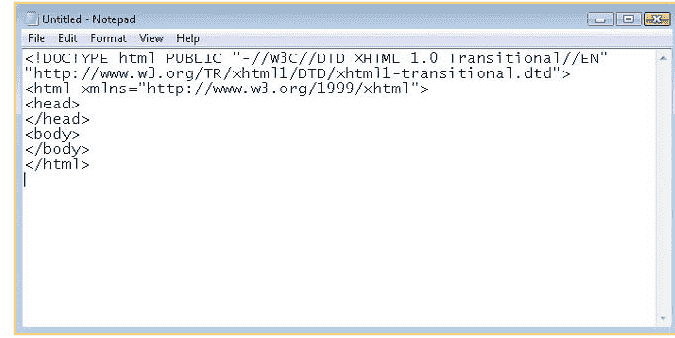 Untitled - Notepad
File Edit Format View Help
<!DOCTYPE html PUBLIC "-//W3C//DTD XHTML 1.0 Transitional//EN"
"http://www.w3.org/TR/xhtml1/DTD/xhtml1-transitional.dtd">
<html xmlns="http://www.w3.org/1999/xhtml">
<head>
</head>
<body>
</body>
</html>